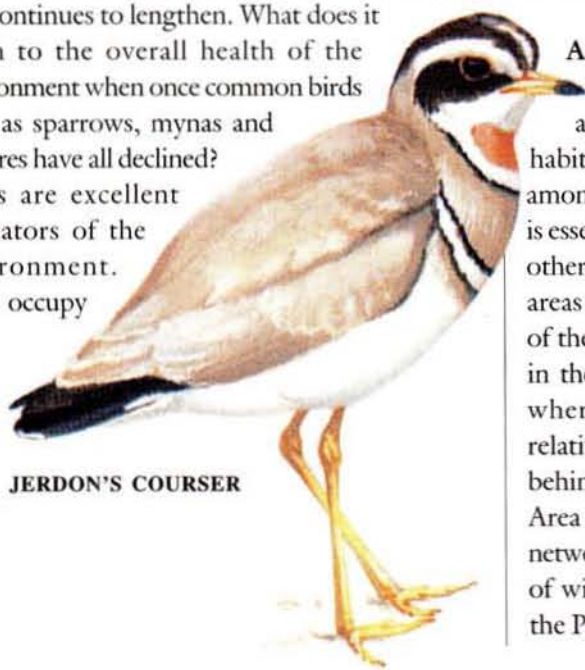 ontinues to lengthen. What does it
n to the overall health of the
onment when once common birds
as sparrows, mynas and
res have all declined?
s are excellent
ators of the
ronment.
occupy
JERDON'S COURSER
A
a
habit
amon
is esse
other
areas
of the
in the
wher
relati
behin
Area
netwo
of wi
the P